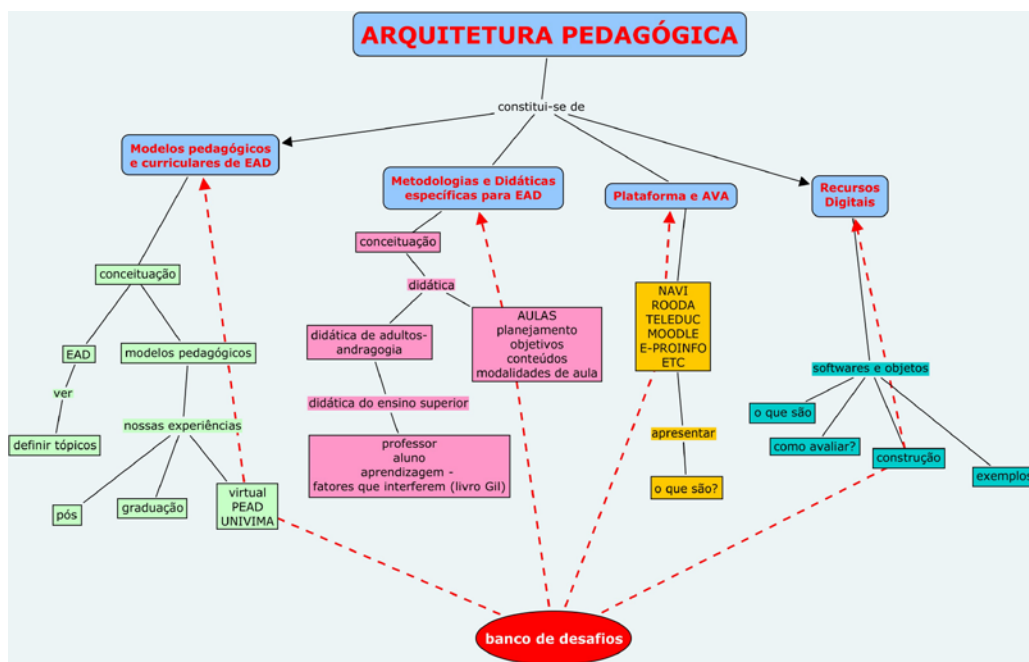 ARQUITETURA PEDAGÓGICA
constitui-se de
Modelos pedagógicos
e curriculares de EAD
Metodologias e Didáticas
específicas para EAD
Plataforma e AVA
Recursos
Digitais
conceituação
EAD
ver
definir tópicos
modelos pedagógicos
nossas experiências
pós
graduação
virtual
PEAD
UNIVIMA
conceituação
didática
didática de adultos-
andragogia
didática do ensino superior
professor
aluno
aprendizagem -
fatores que interferem (livro Gil)
AULAS
planejamento
objetivos
conteúdos
modalidades de aula
NAVI
ROODA
TELEDUC
MOODLE
E-PROINFO
ETC
apresentar
o que são?
softwares e objetos
o que são
como avaliar?
construção
exemplos
banco de desafios